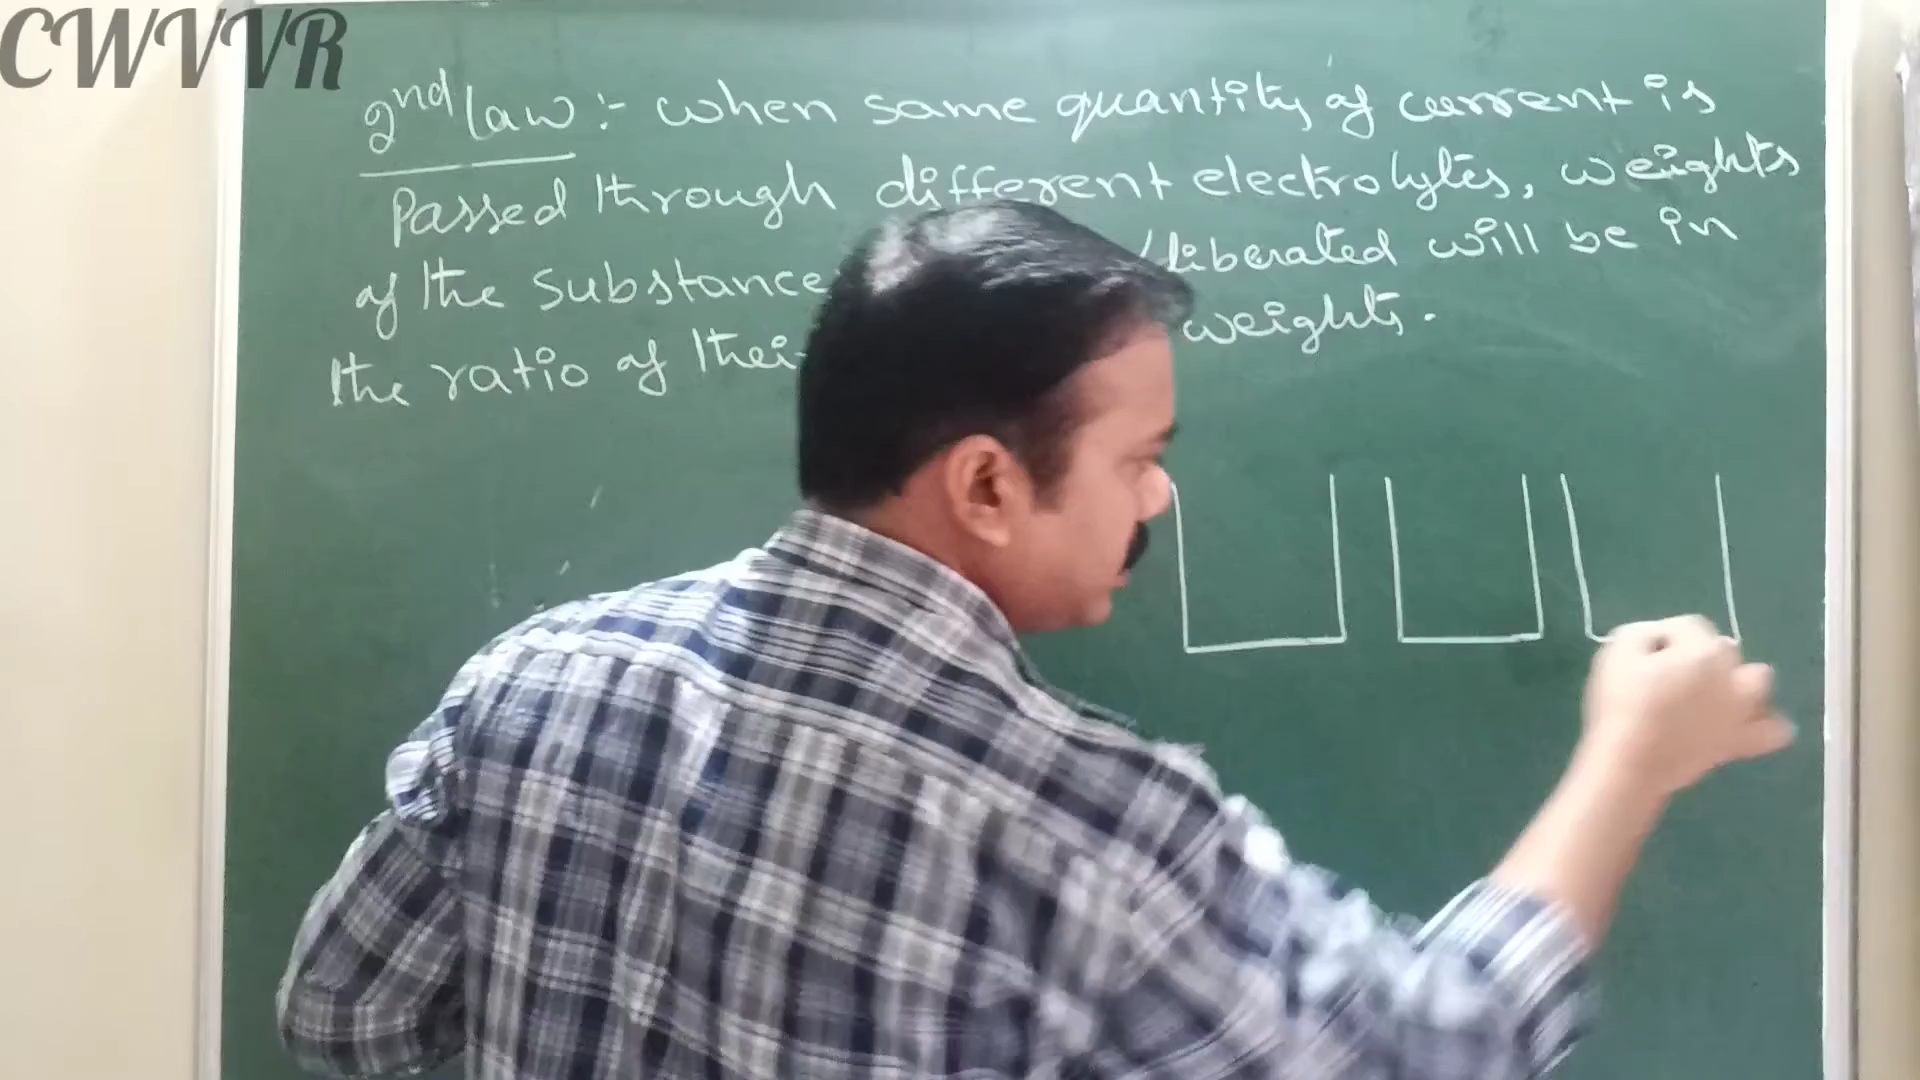 CWVVR
2nd law :- when same quantity of current is
Passed through different electrolytes, weights
of the substance /liberated will be in
the ratio of their weights.